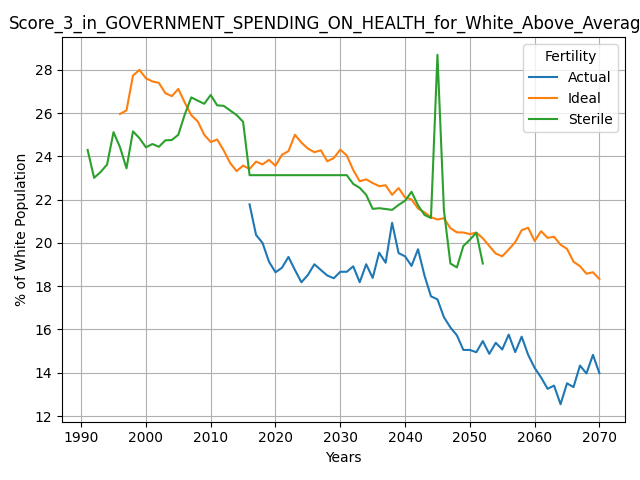 Score_3_in_GOVERNMENT_SPENDING_ON_HEALTH_for_White_Above_Averag
Fertility
Actual
Ideal
Sterile
% of White Population
28
26
24
22
20
18
16
14
12
1990 2000 2010 2020 2030 2040 2050 2060 2070
Years